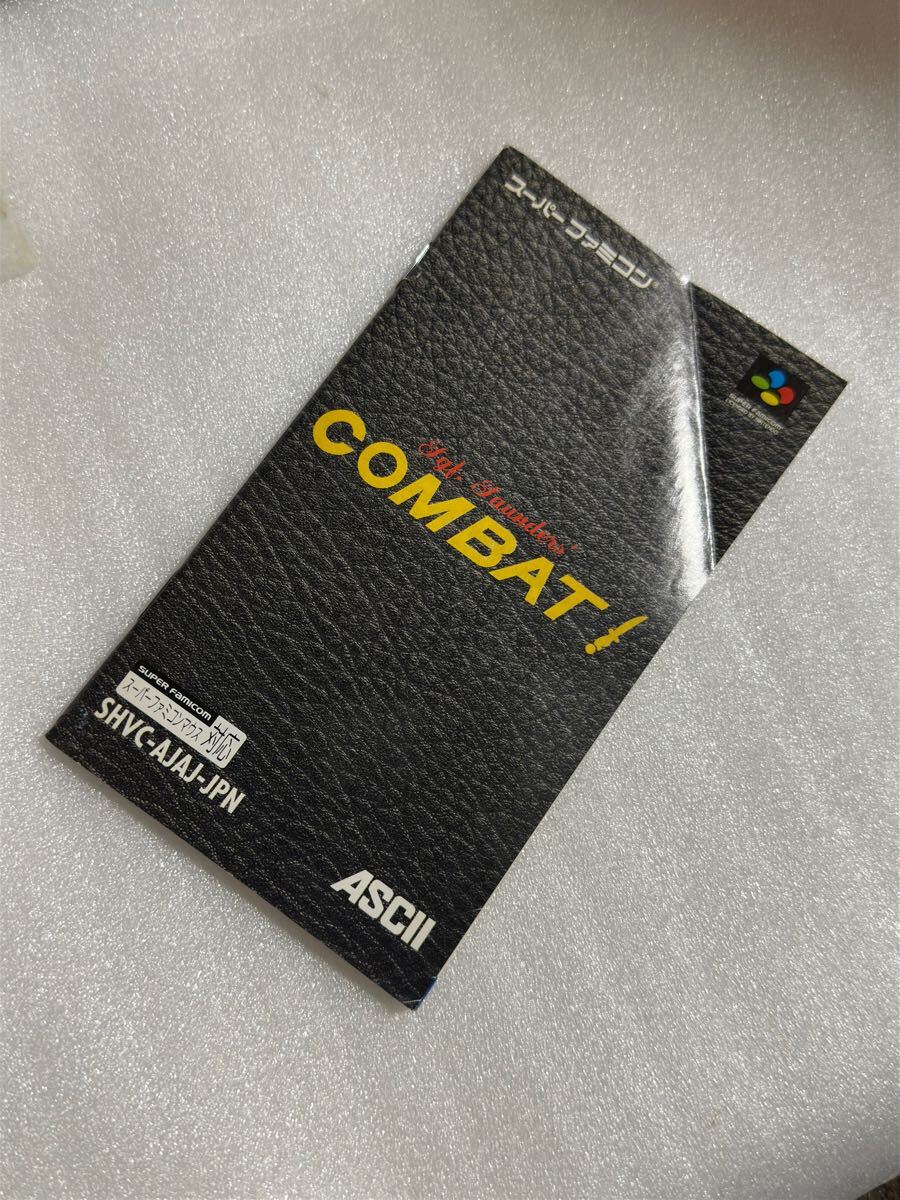 スーパーファミコン
Sgt. Saunders'
COMBAT!
SUPER Famicom
スーパーファミコンマウス対応
SHVC-AJAJ-JPN
ASCII